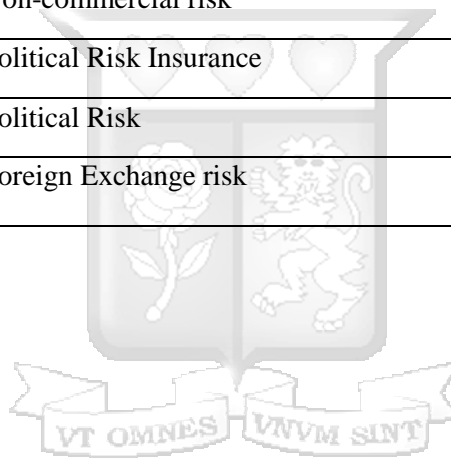 on-commercial risk
olitical Risk Insurance
olitical Risk
oreign Exchange risk
VT OMNES VNVM SINT